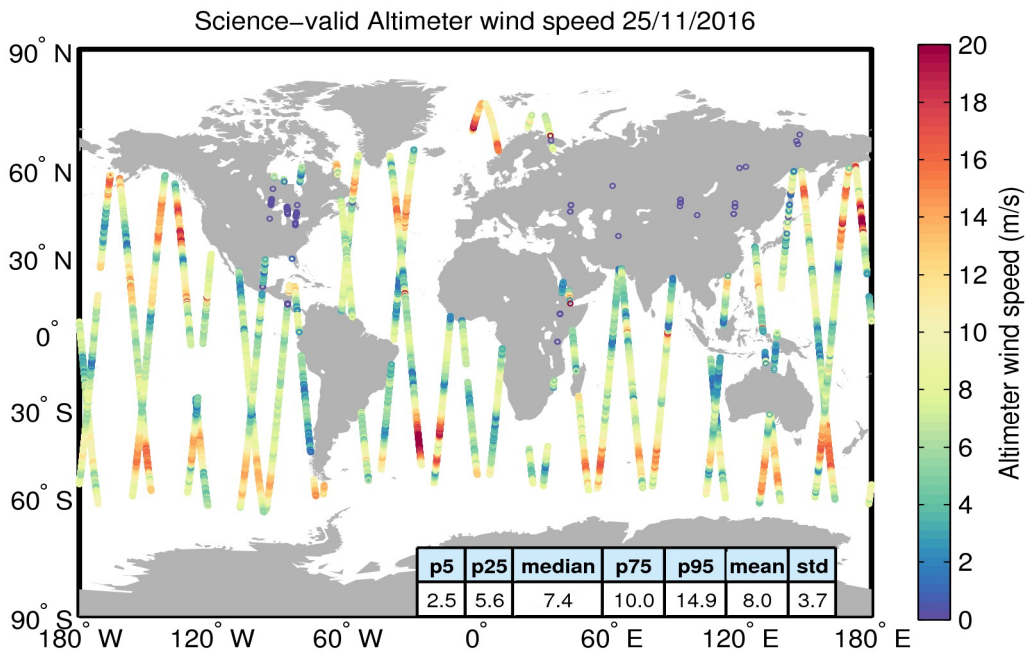 Science−valid Altimeter wind speed 25/11/2016
90° N
60° N
30° N
0°
30° S
60° S
90° S
180° W
120° W
60° W
0°
60° E
120° E
180° E
p5 p25 median p75 p95 mean std
2.5 5.6 7.4 10.0 14.9 8.0 3.7
20
18
16
14
12
10
8
6
4
2
0
Altimeter wind speed (m/s)